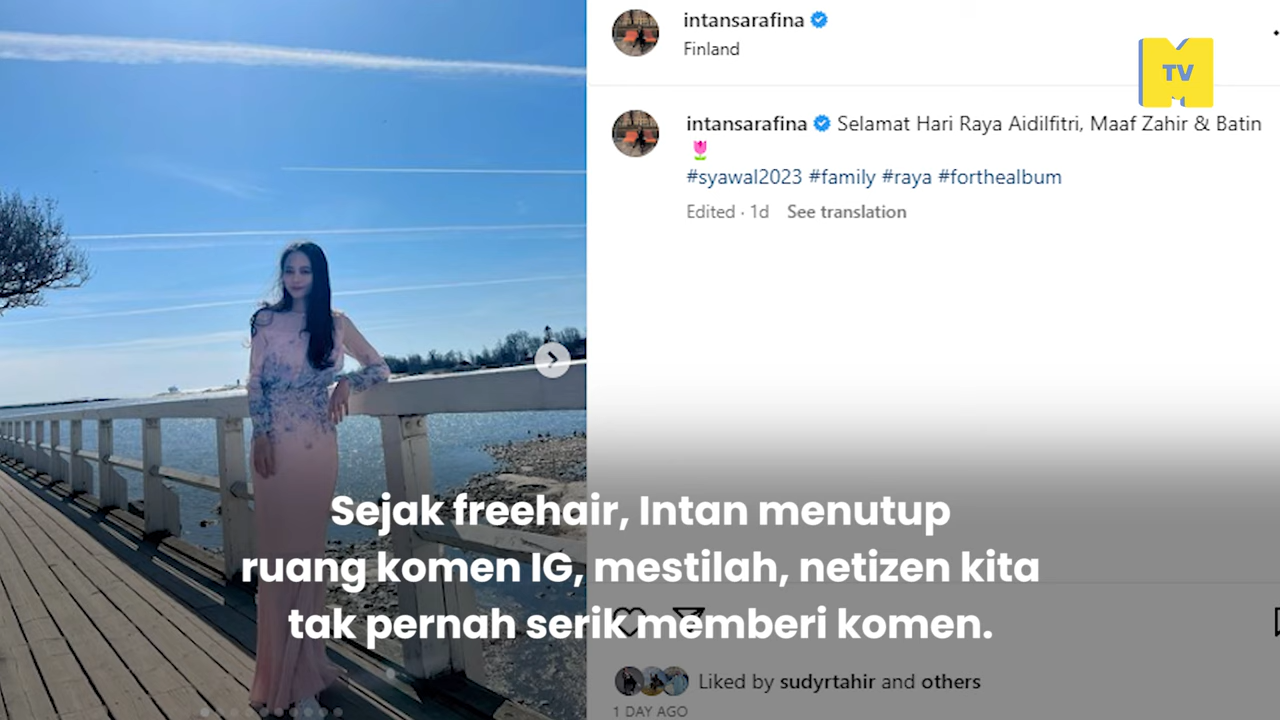 intansarafina
Finland
TV
intansarafina Selamat Hari Raya Aidilfitri, Maaf Zahir & Batin
🌷
#syawal2023 #family #raya #forthealbum
Edited · 1d See translation
Sejak freehair, Intan menutup
ruang komen IG, mestilah, netizen kita
tak pernah serik memberi komen.
Liked by sudyrtahir and others
1 DAY AGO